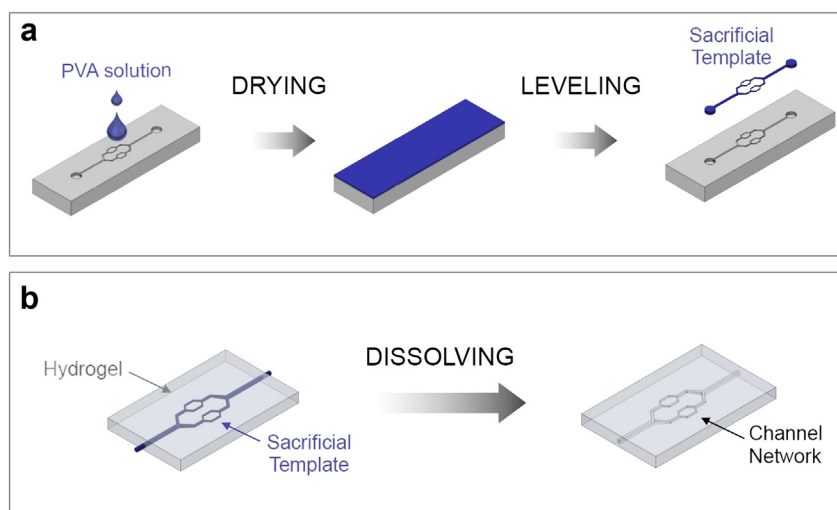 a
PVA solution
DRYING
LEVELING
Sacrificial
Template
b
Hydrogel
Sacrificial
Template
DISSOLVING
Channel
Network